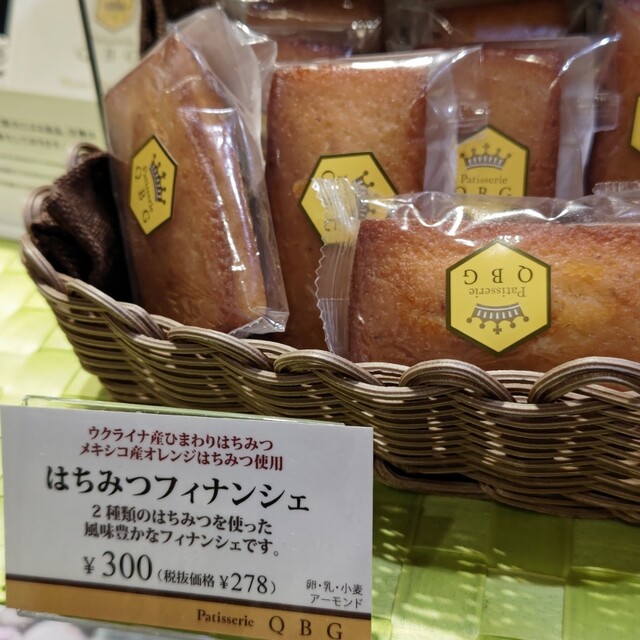 Patisserie
Q B G
Patisserie
Q B G
Patisserie
Q B G
ウクライナ産ひまわりはちみつ
メキシコ産オレンジはちみつ使用
はちみつフィナンシェ
2種類のはちみつを使った
風味豊かなフィナンシェです。
¥300(税抜価格 ¥278)
卵・乳・小麦
アーモンド
Patisserie Q B G